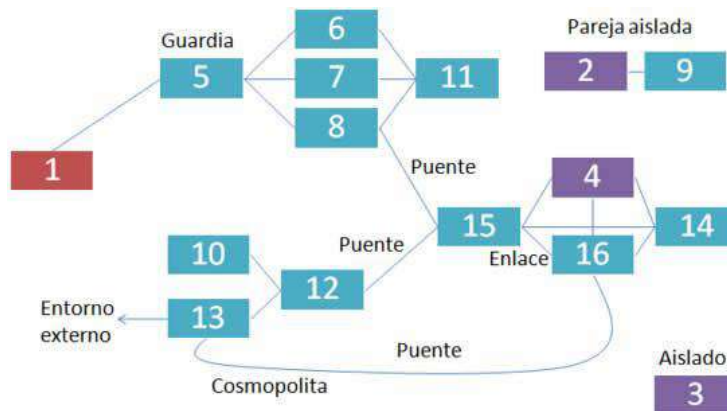 6
Guardia
Pareja aislada
5
7
11
2
9
8
1
Puente
4
15
14
Puente
10
Enlace
16
12
Entorno
externo
13
Puente
Cosmopolita
Aislado
3